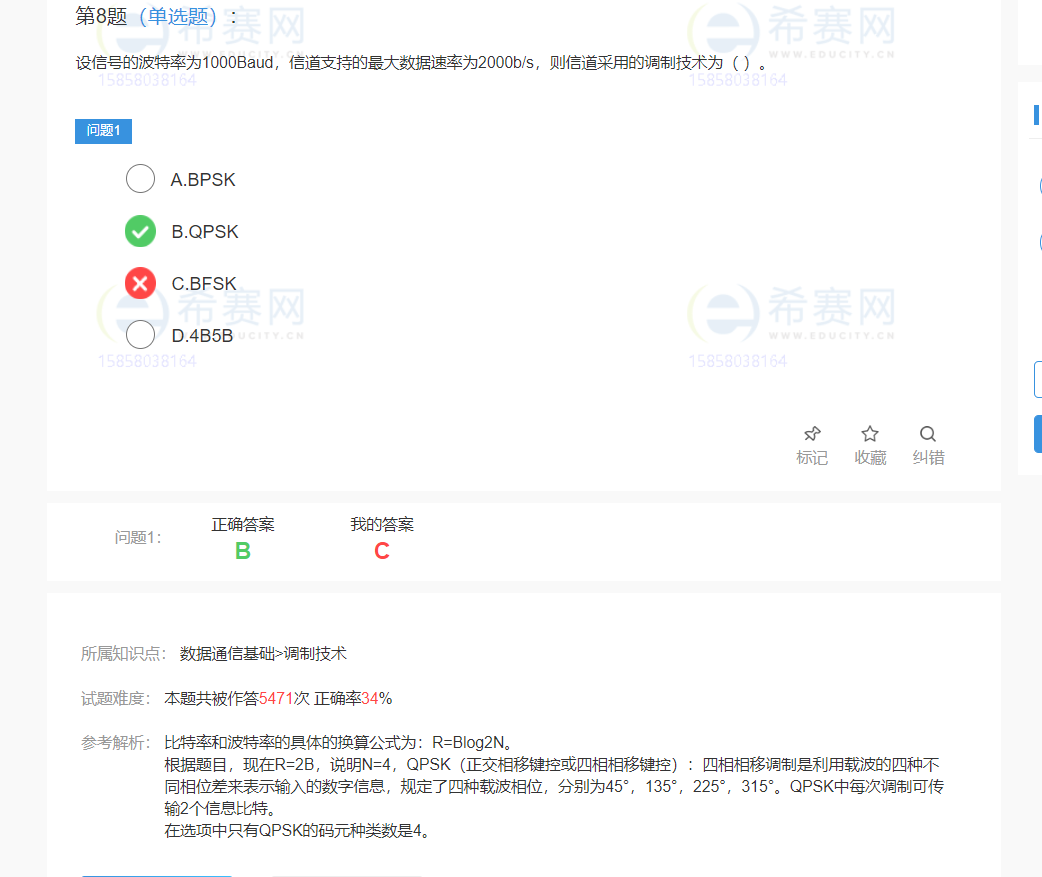 第8题（单选题）：
希赛网 希赛网
WWW.EDUCITY.CN WWW.EDUCITY.CN
设信号的波特率为1000Baud，信道支持的最大数据速率为2000b/s，则信道采用的调制技术为（ ）。
15858038164 15858038164
问题1
A.BPSK
B.QPSK
C.BFSK
希赛网 希赛网
D.4B5B
WWW.EDUCITY.CN
15858038164 15858038164
标记 收藏 纠错
正确答案 我的答案
问题1：
B C
所属知识点： 数据通信基础>调制技术
试题难度： 本题共被作答5471次 正确率34%
参考解析： 比特率和波特率的具体的换算公式为：R=Blog2N。
根据题目，现在R=2B，说明N=4，QPSK（正交相移键控或四相相移键控）：四相相移调制是利用载波的四种不
同相位差来表示输入的数字信息，规定了四种载波相位，分别为45°，135°，225°，315°。QPSK中每次调制可传
输2个信息比特。
在选项中只有QPSK的码元种类数是4。